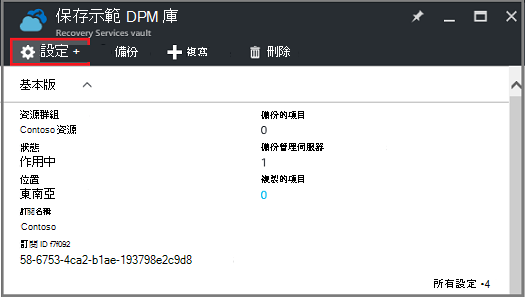 保存示範 DPM 庫
Recovery Services vault
設定 +
備份
複寫
刪除
基本版
資源群組
Contoso 資源
狀態
作用中
位置
東南亞
訂閱名稱
Contoso
訂閱 ID f7f092
58-6753-4ca2-b1ae-193798e2c9d8
備份的項目
0
備份管理伺服器
1
複製的項目
0
所有設定 •4